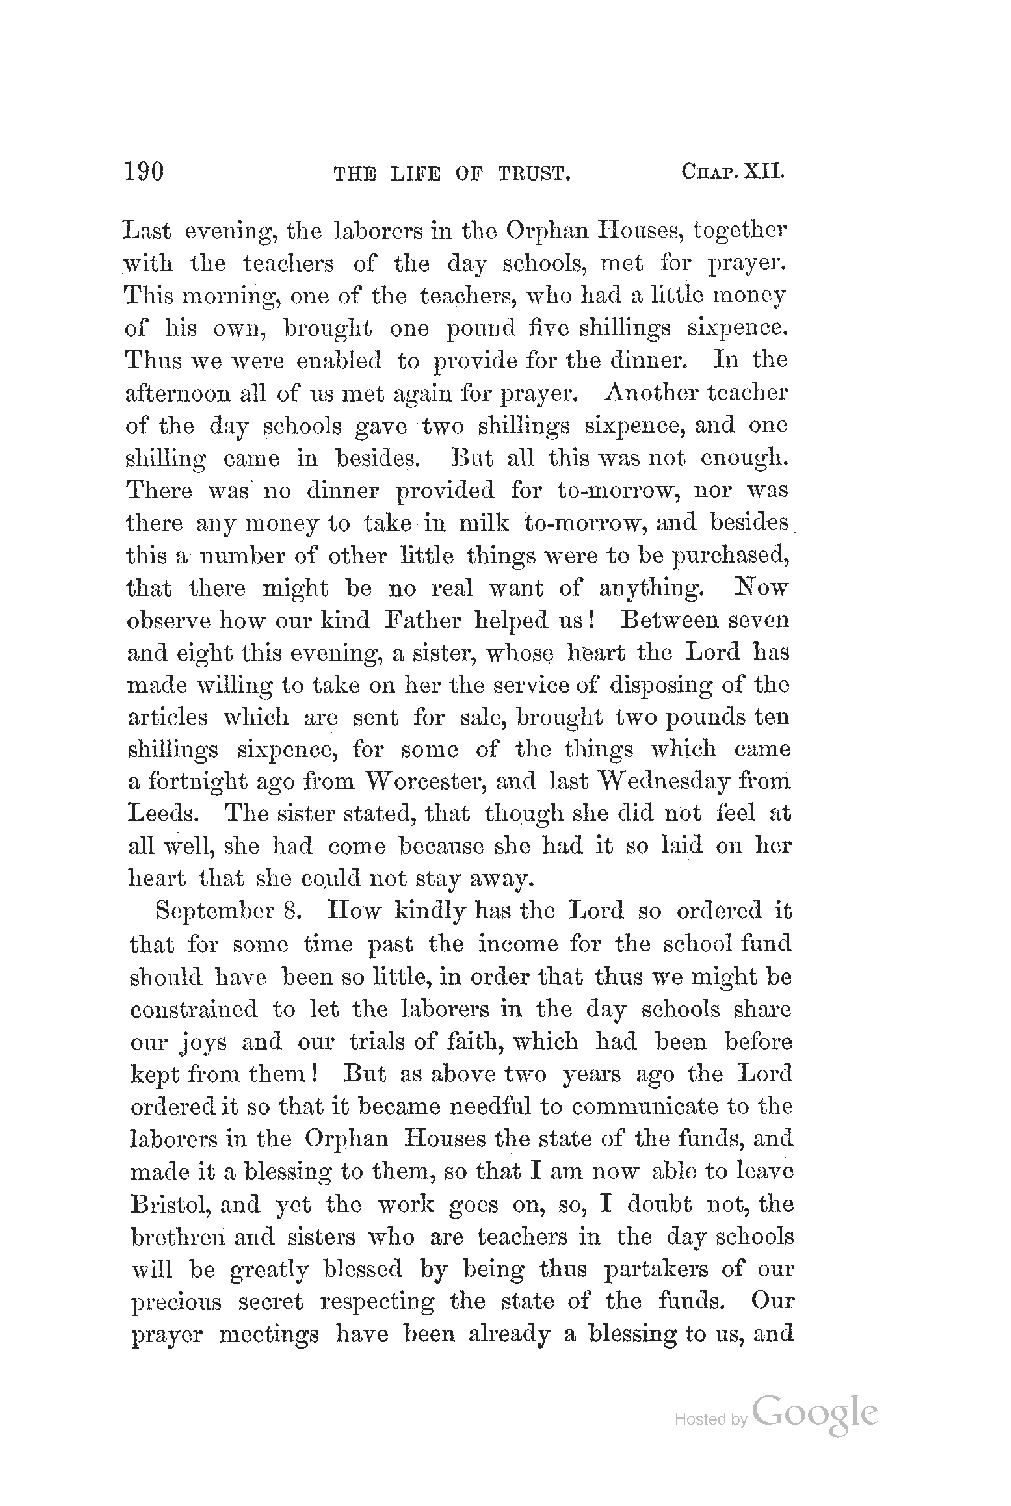 190 THE LIFE OF TRUST. CHAP. XII.
Last evening, the laborers in the Orphan Houses, together
with the teachers of the day schools, met for prayer.
This morning, one of the teachers, who had a little money
of his own, brought one pound five shillings sixpence.
Thus we were enabled to provide for the dinner. In the
afternoon all of us met again for prayer. Another teacher
of the day schools gave two shillings sixpence, and one
shilling came in besides. But all this was not enough.
There was no dinner provided for to-morrow, nor was
there any money to take in milk to-morrow, and besides
this a number of other little things were to be purchased,
that there might be no real want of anything. Now
observe how our kind Father helped us! Between seven
and eight this evening, a sister, whose heart the Lord has
made willing to take on her the service of disposing of the
articles which are sent for sale, brought two pounds ten
shillings sixpence, for some of the things which came
a fortnight ago from Worcester, and last Wednesday from
Leeds. The sister stated, that though she did not feel at
all well, she had come because she had it so laid on her
heart that she could not stay away.
September 8. How kindly has the Lord so ordered it
that for some time past the income for the school fund
should have been so little, in order that thus we might be
constrained to let the laborers in the day schools share
our joys and our trials of faith, which had been before
kept from them! But as above two years ago the Lord
ordered it so that it became needful to communicate to the
laborers in the Orphan Houses the state of the funds, and
made it a blessing to them, so that I am now able to leave
Bristol, and yet the work goes on, so, I doubt not, the
brethren and sisters who are teachers in the day schools
will be greatly blessed by being thus partakers of our
precious secret respecting the state of the funds. Our
prayer meetings have been already a blessing to us, and
Hosted by Google